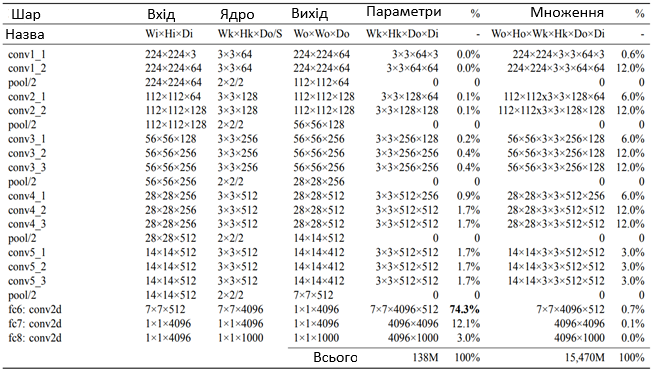 Шар Вхід Ядро Вихід Параметри % Множення %
Назва Wi×Hi×Di Wk×Hk×Do/S Wo×Wo×Do Wk×Hk×Do×Di - Wo×Ho×Wk×Hk×Do×Di -
conv1_1 224×224×3 3×3×64 224×224×64 3×3×64×3 0.0% 224×224×3×3×64×3 0.6%
conv1_2 224×224×64 3×3×64 224×224×64 3×3×64×64 0.0% 224×224×3×3×64×64 12.0%
pool/2 224×224×64 2×2/2 112×112×64 0 0 0 0
conv2_1 112×112×64 3×3×128 112×112×128 3×3×128×64 0.1% 112×112x3×3×128×64 6.0%
conv2_2 112×112×128 3×3×128 112×112×128 3×3×128×128 0.1% 112×112x3×3×128×128 12.0%
pool/2 112×112×128 2×2/2 56×56×128 0 0 0 0
conv3_1 56×56×128 3×3×256 56×56×256 3×3×256×128 0.2% 56×56×3×3×256×128 6.0%
conv3_2 56×56×256 3×3×256 56×56×256 3×3×256×256 0.4% 56×56×3×3×256×256 12.0%
conv3_3 56×56×256 3×3×256 56×56×256 3×3×256×256 0.4% 56×56×3×3×256×256 12.0%
pool/2 56×56×256 2×2/2 28×28×256 0 0 0 0
conv4_1 28×28×256 3×3×512 28×28×512 3×3×512×256 0.9% 28×28×3×3×512×256 6.0%
conv4_2 28×28×512 3×3×512 28×28×512 3×3×512×512 1.7% 28×28×3×3×512×512 12.0%
conv4_3 28×28×512 3×3×512 28×28×512 3×3×512×512 1.7% 28×28×3×3×512×512 12.0%
pool/2 28×28×512 2×2/2 14×14×512 0 0 0 0
conv5_1 14×14×512 3×3×512 14×14×412 3×3×512×512 1.7% 14×14×3×3×512×512 3.0%
conv5_2 14×14×512 3×3×512 14×14×412 3×3×512×512 1.7% 14×14×3×3×512×512 3.0%
conv5_3 14×14×512 3×3×512 14×14×412 3×3×512×512 1.7% 14×14×3×3×512×512 3.0%
pool/2 14×14×512 2×2/2 7×7×512 0 0 0 0
fc6: conv2d 7×7×512 7×7×4096 1×1×4096 7×7×4096×512 74.3% 7×7×4096×512 0.7%
fc7: conv2d 1×1×4096 1×1×4096 1×1×4096 4096×4096 12.1% 4096×4096 0.1%
fc8: conv2d 1×1×4096 1×1×1000 1×1×1000 4096×1000 3.0% 4096×1000 0.0%
Всього 138M 100% 15,470M 100%